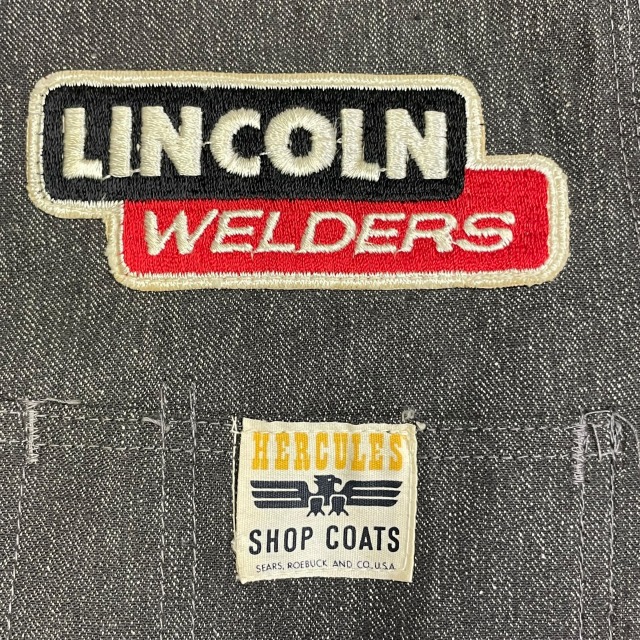 LINCOLN
WELDERS
HERCULES
SHOP COATS
SEARS, ROEBUCK AND CO., U.S.A.